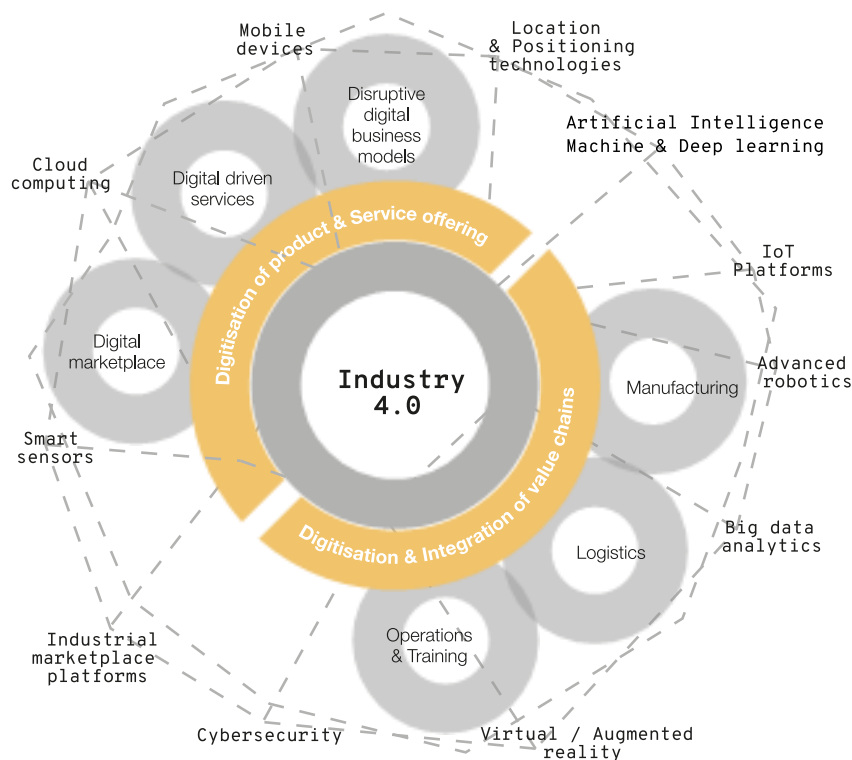 Mobile
devices
Location
& Positioning
technologies
Disruptive
digital
business
models
Artificial Intelligence
Machine & Deep learning
Cloud
computing
Digital driven
services
Digitisation of product & Service offering
IoT
Platforms
Digital
marketplace
Industry
4.0
Manufacturing
Advanced
robotics
Smart
sensors
Digitisation & Integration of value chains
Logistics
Big data
analytics
Operations
& Training
Industrial
marketplace
platforms
Cybersecurity
Virtual / Augmented
reality